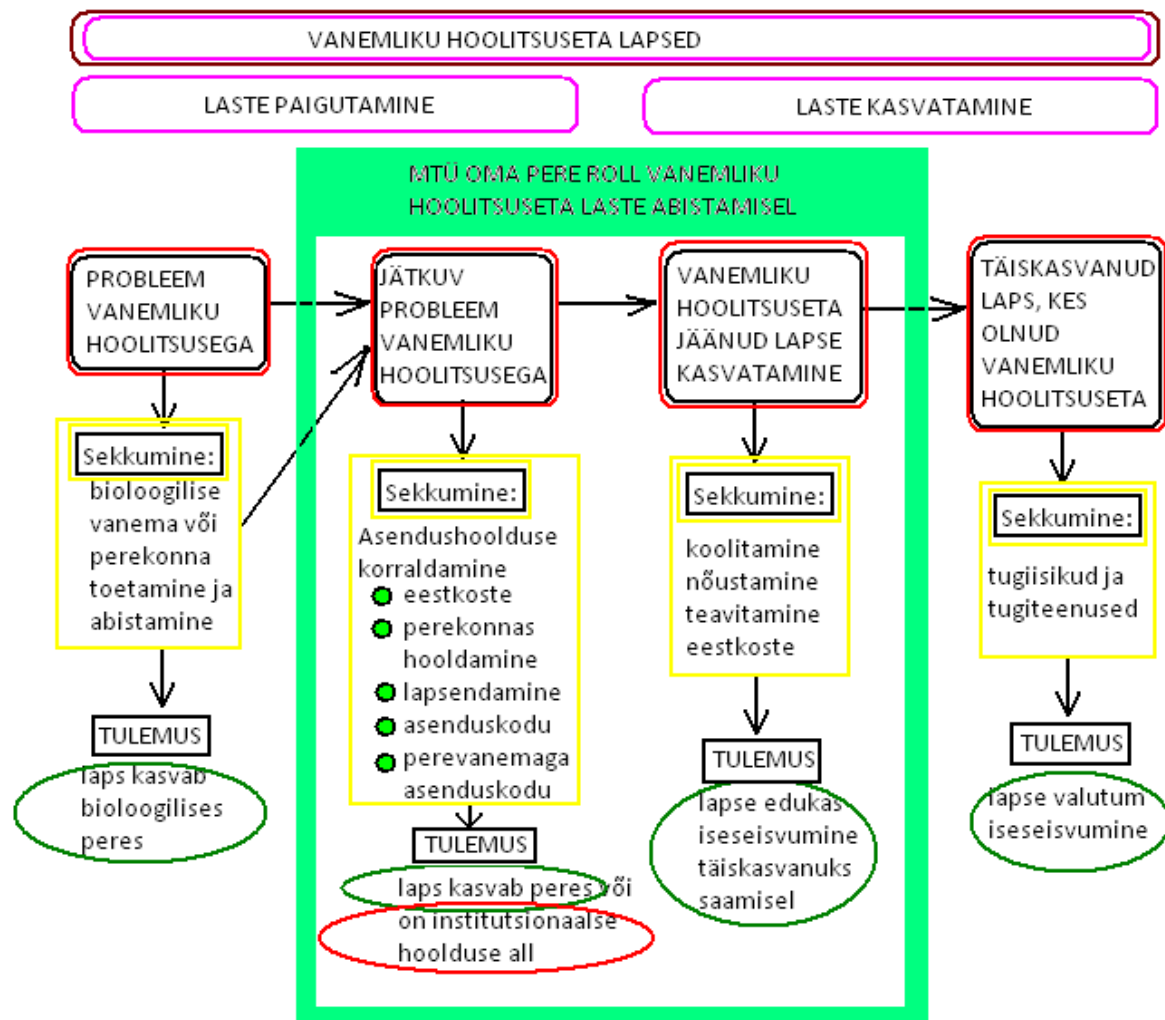 VANEMLIKU HOOLITSUSETA LAPSED
LASTE PAIGUTAMINE
LASTE KASVATAMINE
MTÜ OMA PERE ROLL VANEMLIKU
HOOLITSUSETA LASTE ABISTAMISEL
PROBLEEM
VANEMLIKU
HOOLITSUSEGA
Sekkumine:
bioloogilise
vanema või
perekonna
toetamine ja
abistamine
TULEMUS
laps kasvab
bioloogilises
peres
JÄTKUV
PROBLEEM
VANEMLIKU
HOOLITSUSEGA
Sekkumine:
Asendushoolduse
korraldamine
eestkoste
perekonnas
hooldamine
lapsendamine
asenduskodu
perevanemaga
asenduskodu
TULEMUS
laps kasvab peres või
on institutsionaalse
hoolduse all
VANEMLIKU
HOOLITSUSETA
JÄÄNUD LAPSE
KASVATAMINE
Sekkumine:
koolitamine
nõustamine
teavitamine
eestkoste
TULEMUS
lapse edukas
iseseisvumine
täiskasvanuks
saamisel
TÄISKASVANUD
LAPS, KES
OLNUD
VANEMLIKU
HOOLITSUSETA
Sekkumine:
tugiisikud ja
tugiteenused
TULEMUS
lapse valutum
iseseisvumine